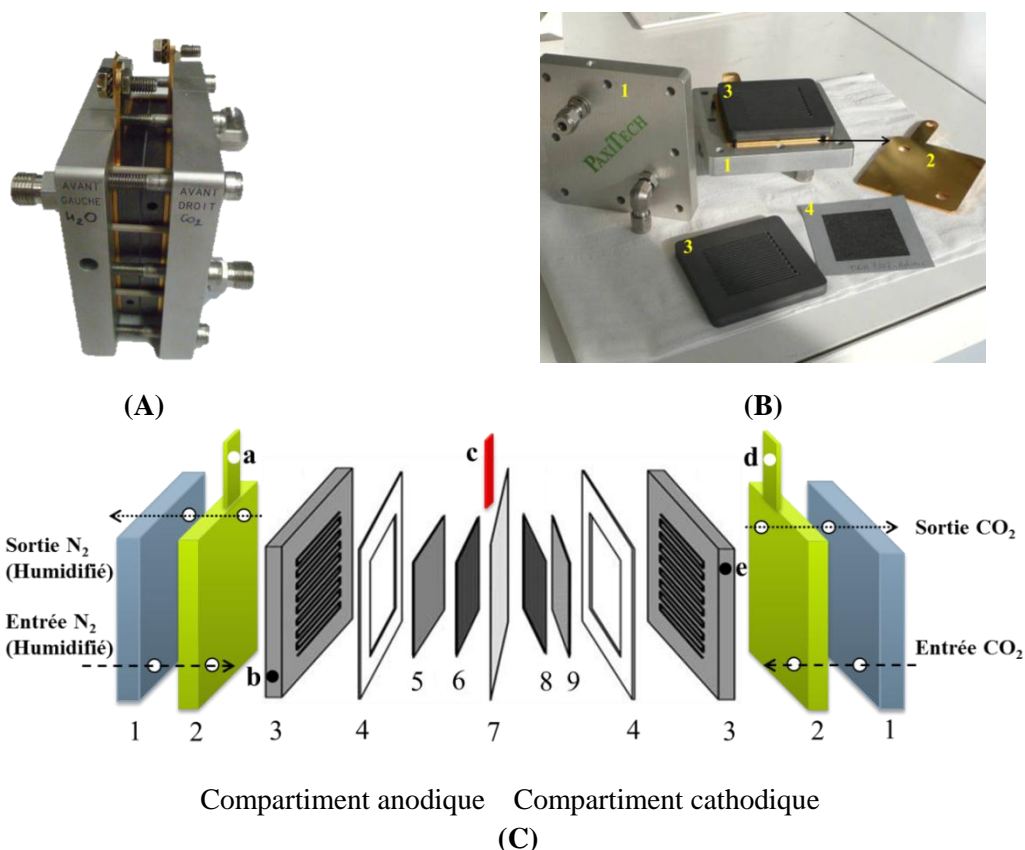 AVANT
GAUCHE
H₂O
AVANT
DROIT
CO₂
1
PAXITECH
3
1
2
3
4
(A)
(B)
a
c
d
Sortie N₂
(Humidifié)
Sortie CO₂
e
Entrée N₂
(Humidifié)
Entrée CO₂
b
5
6
8
9
1
2
3
4
7
4
3
2
1
Compartiment anodique Compartiment cathodique
(C)